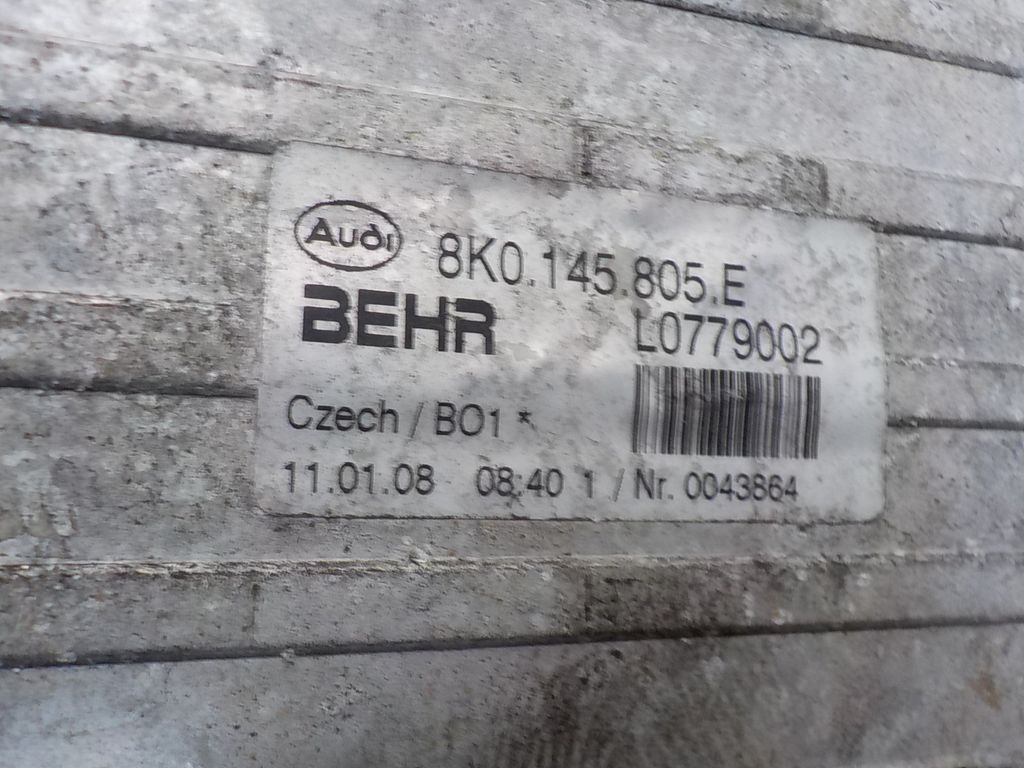 Audi 8K0.145.805.E
BEHR L0779002
Czech / BO1 *
11.01.08 08:40 1 / Nr. 0043864